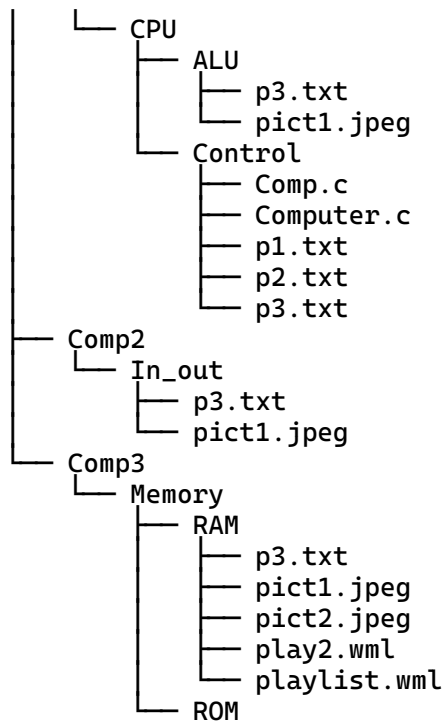 CPU
ALU
p3.txt
pict1.jpeg
Control
Comp.c
Computer.c
p1.txt
p2.txt
p3.txt
Comp2
In_out
p3.txt
pict1.jpeg
Comp3
Memory
RAM
p3.txt
pict1.jpeg
pict2.jpeg
play2.wml
playlist.wml
ROM